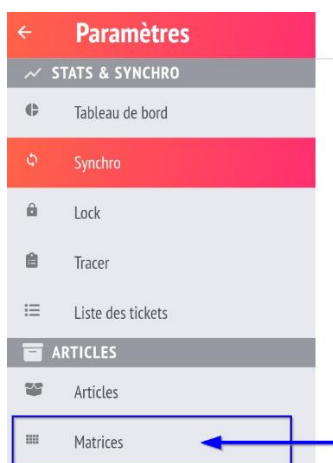 Paramètres
STATS & SYNCHRO
Tableau de bord
Synchro
Lock
Tracer
Liste des tickets
ARTICLES
Articles
Matrices